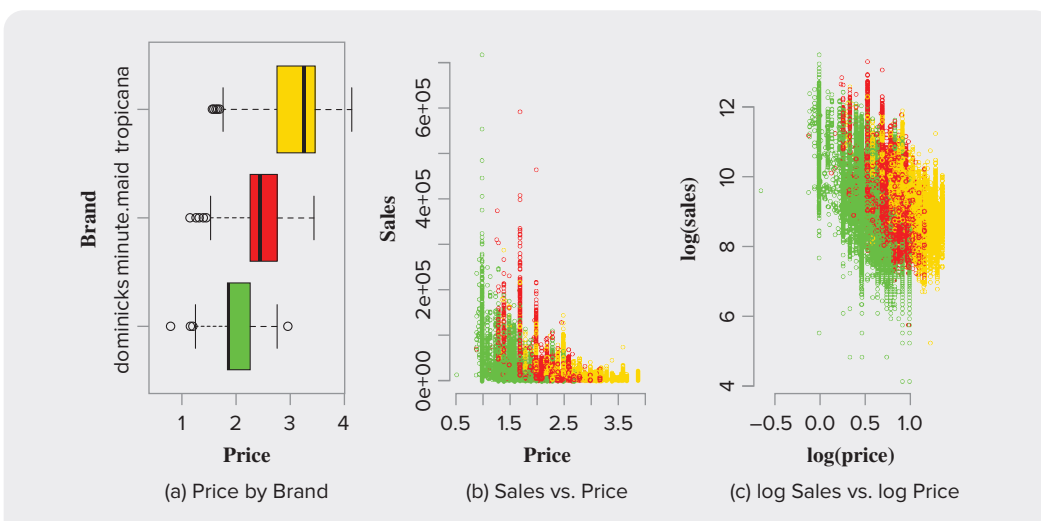 Brand
dominicks minute.maid tropicana
1 2 3 4
Price
(a) Price by Brand
Sales
0e+00 2e+05 4e+05 6e+05
0.5 1.5 2.5 3.5
Price
(b) Sales vs. Price
log(sales)
4 6 8 10 12
−0.5 0.0 0.5 1.0
log(price)
(c) log Sales vs. log Price